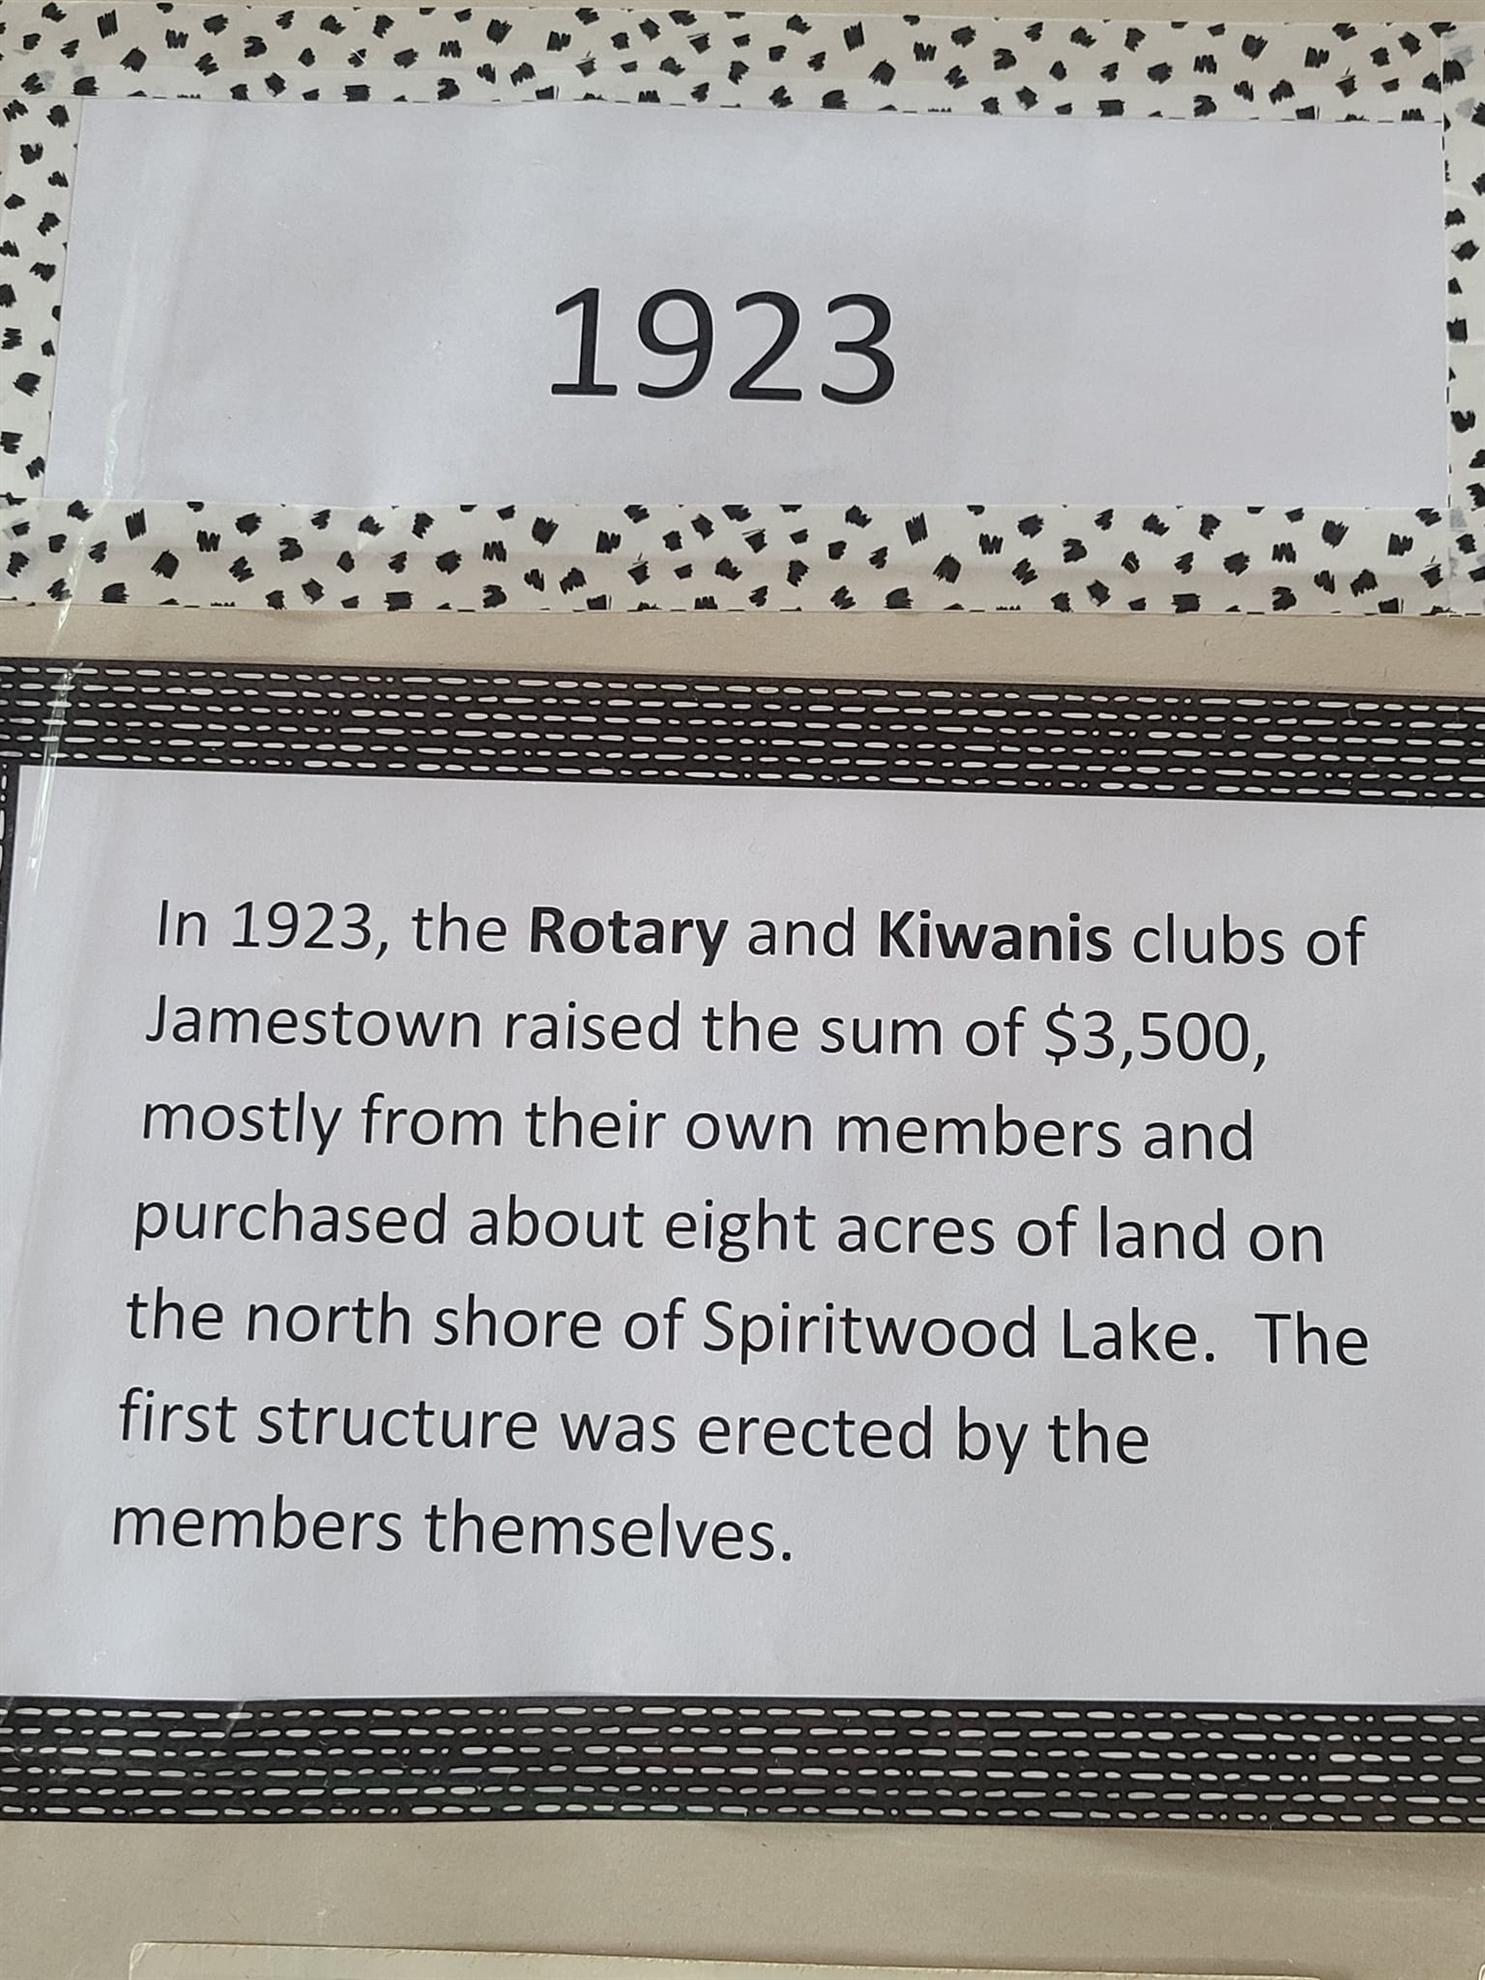 1923
In 1923, the Rotary and Kiwanis clubs of
Jamestown raised the sum of $3,500,
mostly from their own members and
purchased about eight acres of land on
the north shore of Spiritwood Lake.  The
first structure was erected by the
members themselves.